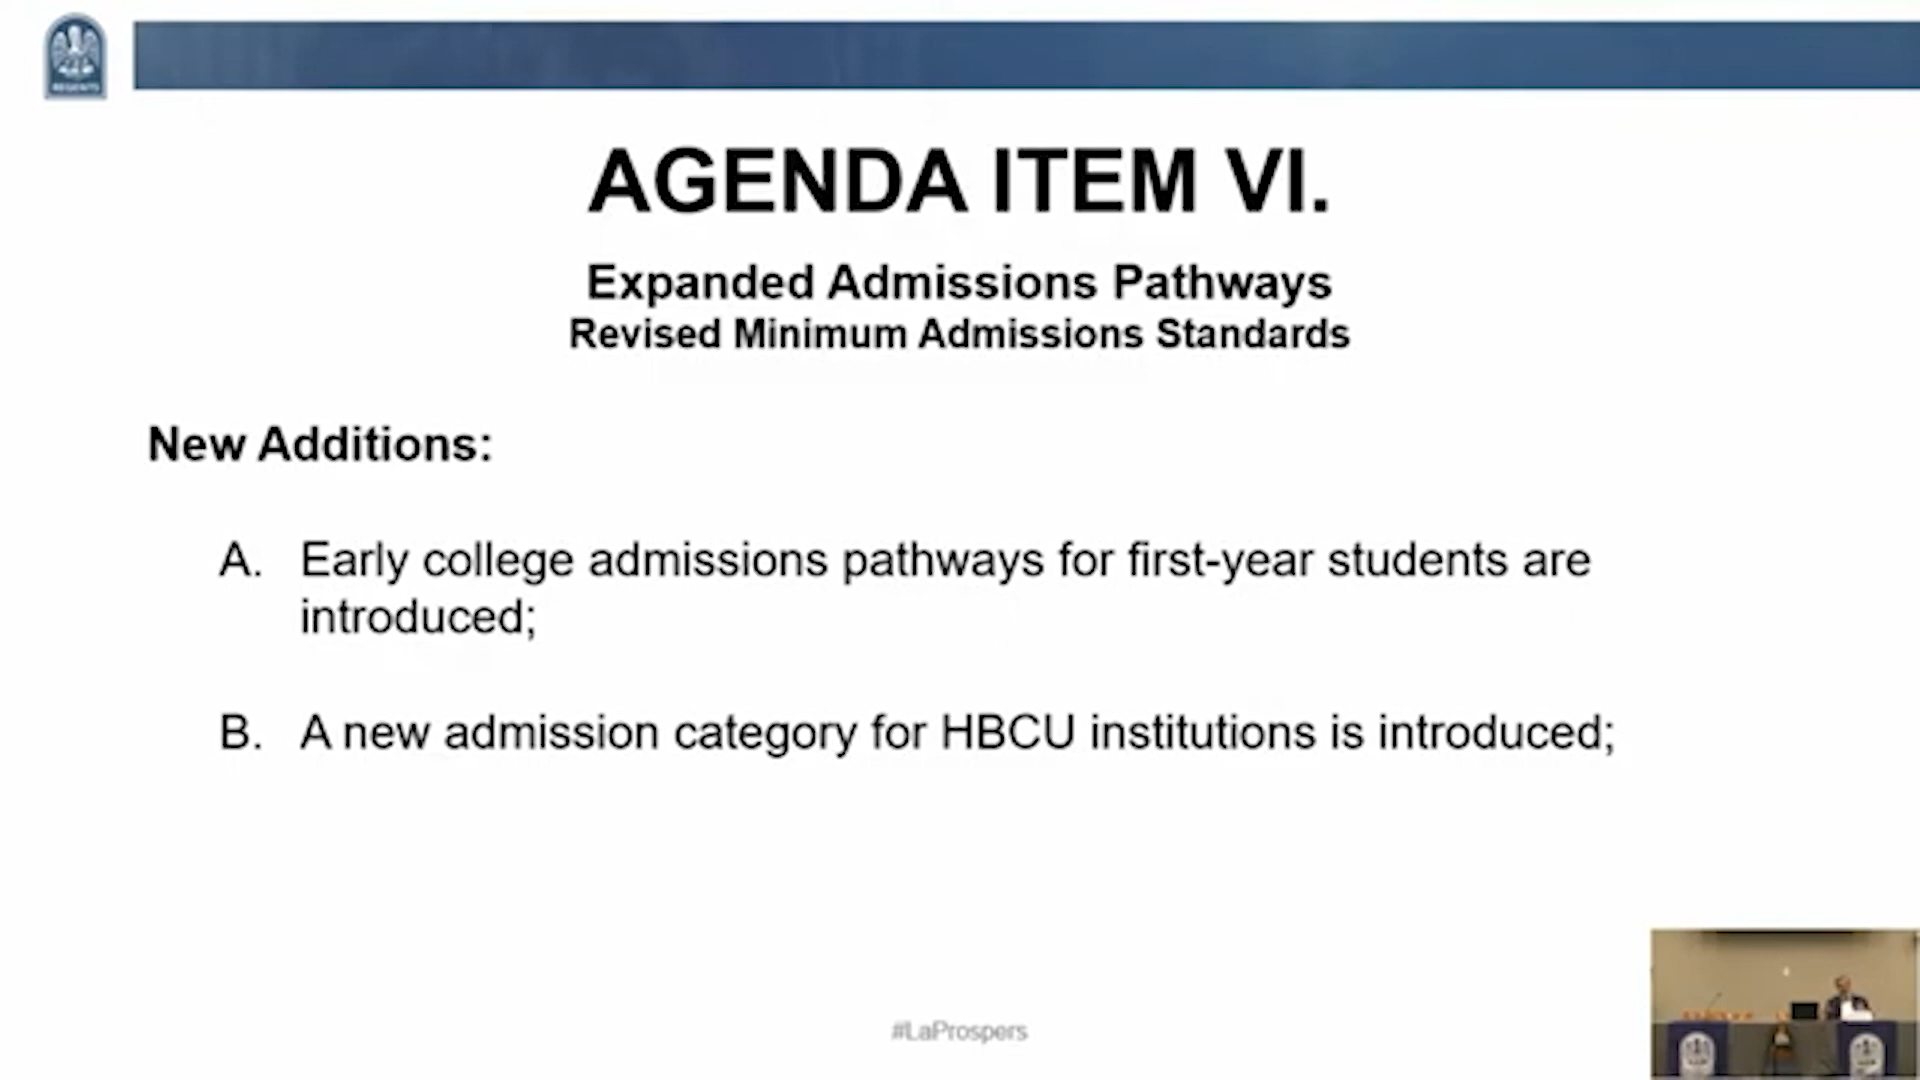 REGENTS
AGENDA ITEM VI.
Expanded Admissions Pathways
Revised Minimum Admissions Standards
New Additions:
A. Early college admissions pathways for first-year students are
introduced;
B. A new admission category for HBCU institutions is introduced;
#LaProspers